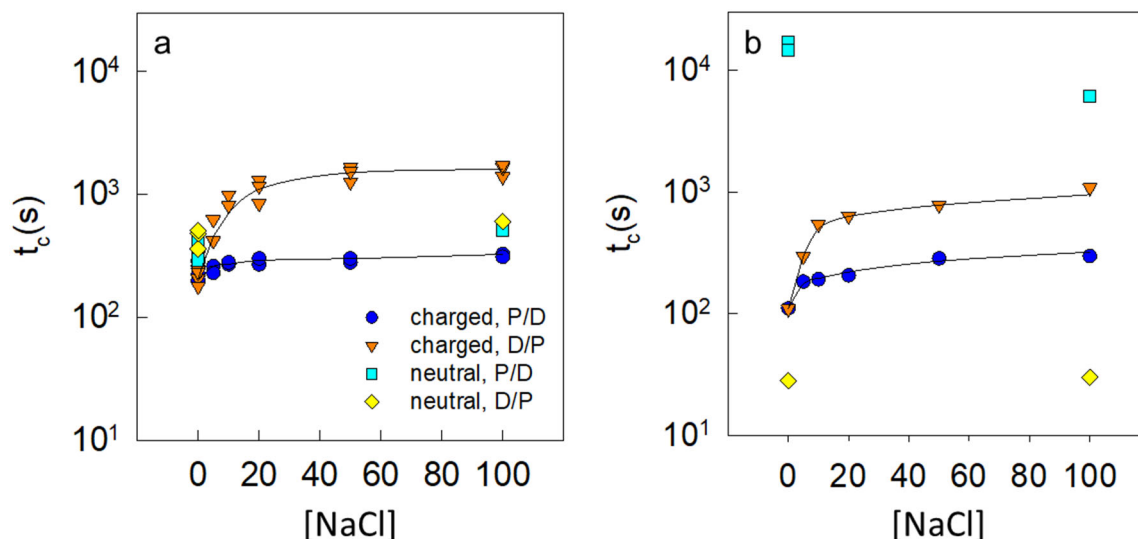 a
10⁴
10³
10²
10¹
t_c(s)
charged, P/D
charged, D/P
neutral, P/D
neutral, D/P
0 20 40 60 80 100
[NaCl]
b
10⁴
10³
10²
10¹
t_c(s)
0 20 40 60 80 100
[NaCl]